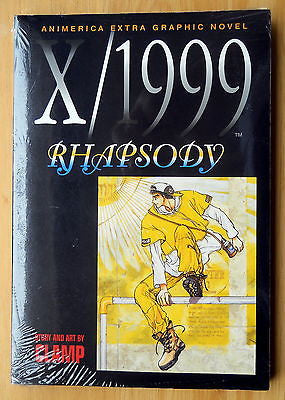 ANIMERICA EXTRA GRAPHIC NOVEL
X/1999
TM
RHAPSODY
STORY AND ART BY
CLAMP